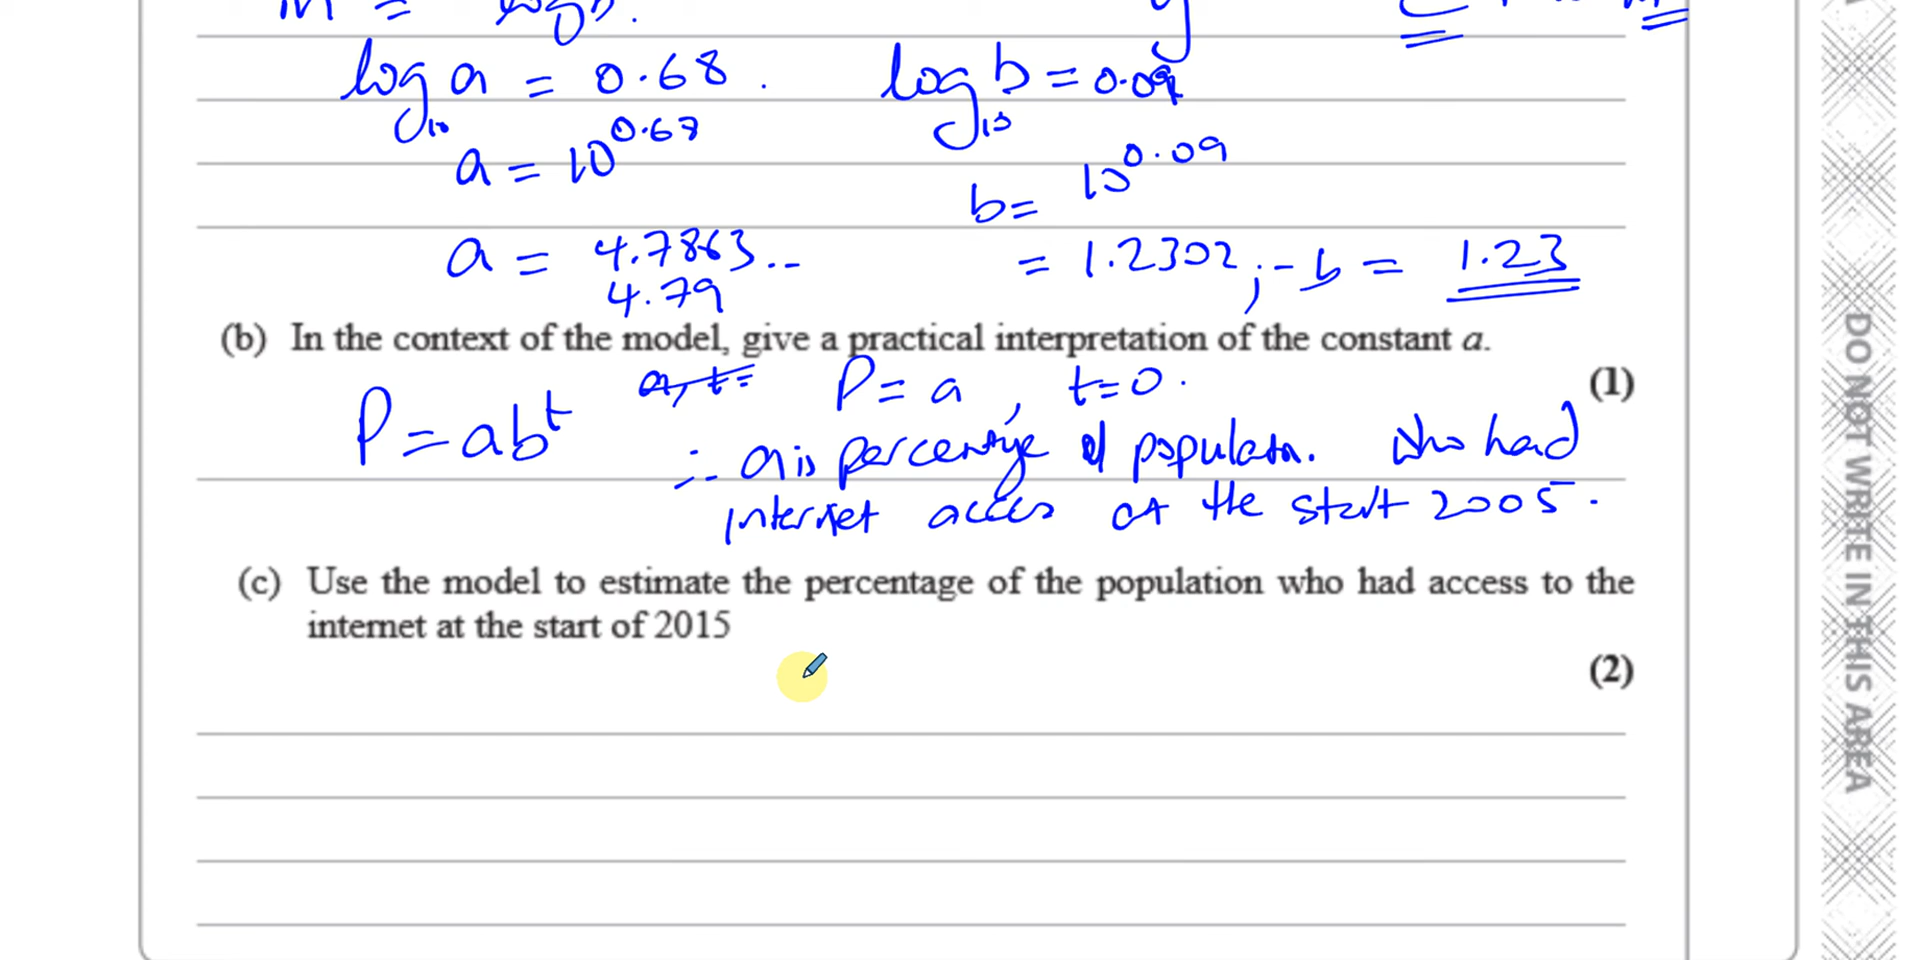 log₁₀ a = 0.68 . log₁₀ b = 0.09
a = 10^0.68 b = 10^0.09
a = 4.7863.. = 1.2302 ;- b = 1.23
4.79
(b) In the context of the model, give a practical interpretation of the constant a.
(1)
P = ab^t a, t = P = a , t = 0 .
∴ a is percentage of populatn. who had
internet access at the start 2005 .
(c) Use the model to estimate the percentage of the population who had access to the
internet at the start of 2015
(2)
DO NOT WRITE IN THIS AREA